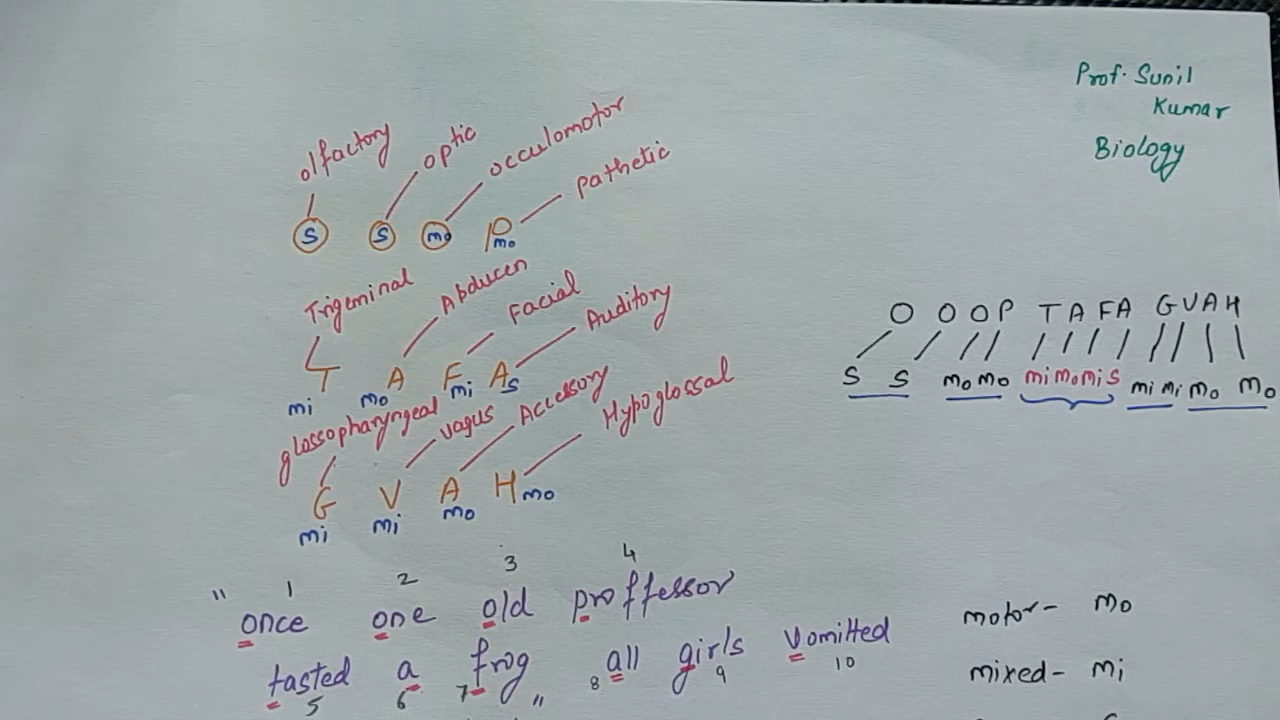 Prof. Sunil
Kumar
Biology
olfactory optic occulomotor pathetic
S S mo P mo
Trigeminal Abducen Facial Auditory
T A F A
mi mo mi s
glossopharyngeal vagus Accessory Hypoglossal
G V A H
mi mi mo mo
O O O P T A F A G V A H
S S mo mo mi mo mi s mi mi mo mo
1 2 3 4
"once one old proffessor
tasted a frog" all girls vomitted
5 6 7 8 9 10
motor - mo
mixed - mi